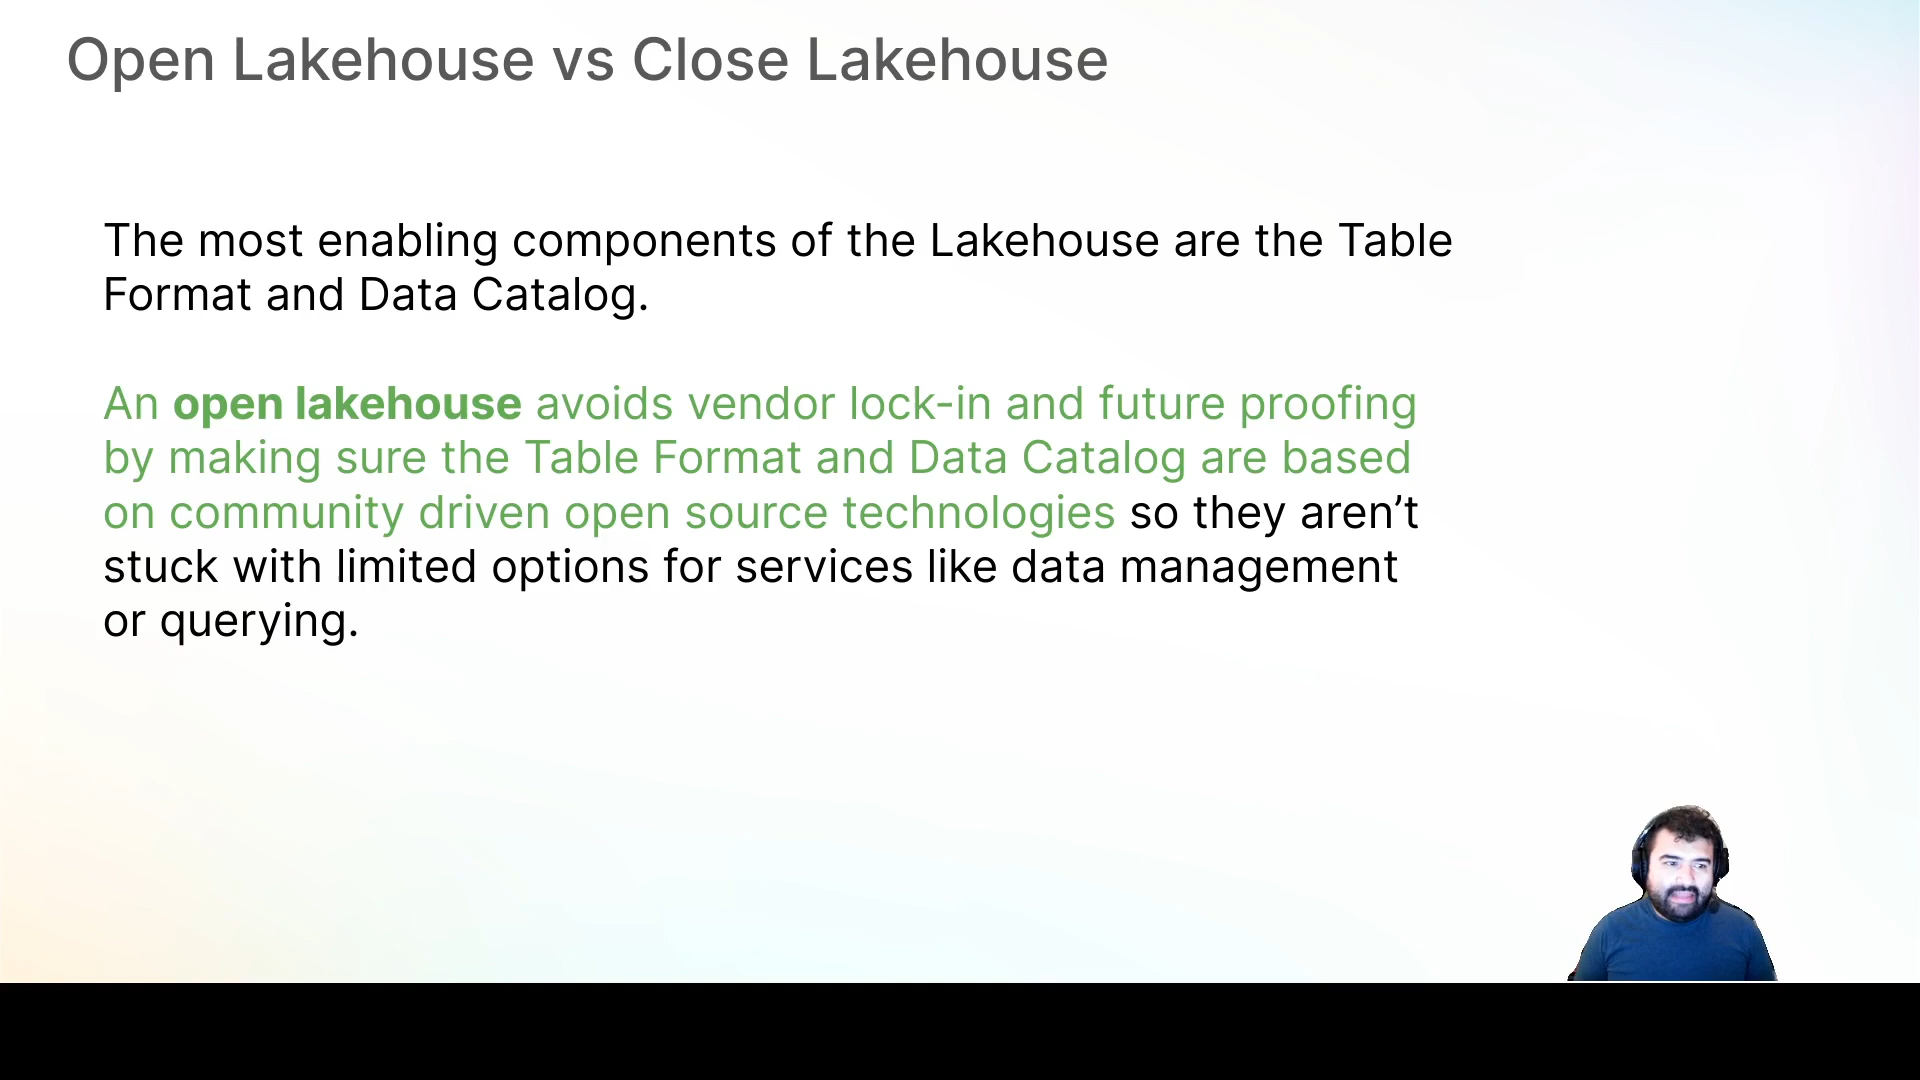 Open Lakehouse vs Close Lakehouse
The most enabling components of the Lakehouse are the Table
Format and Data Catalog.
An open lakehouse avoids vendor lock-in and future proofing
by making sure the Table Format and Data Catalog are based
on community driven open source technologies so they aren’t
stuck with limited options for services like data management
or querying.